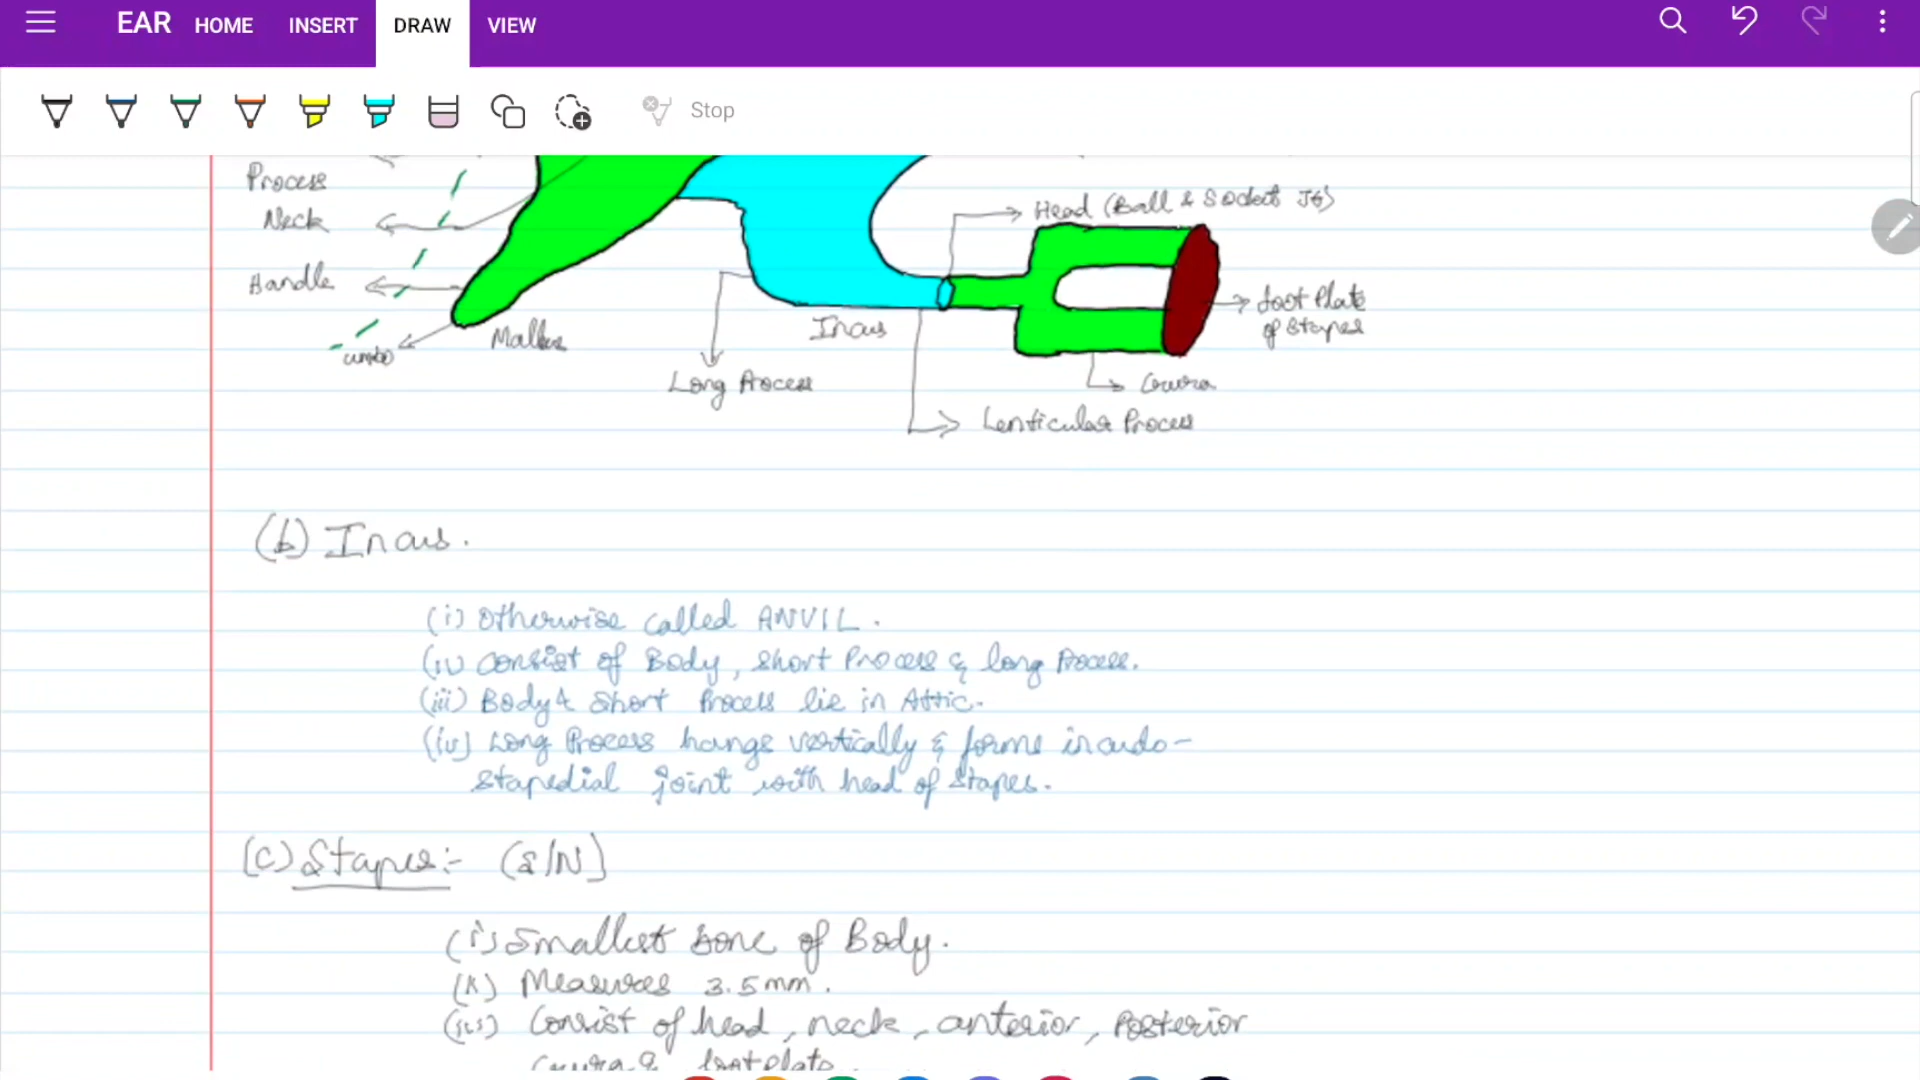 EAR HOME INSERT DRAW VIEW
Stop
Process
Neck
Head (Ball & Socket Jt)
Handle
foot Plate
of Stapes
umbo
Malleus
Incus
Long Process
Crura
Lenticular Process
(b) Incus.
(i) Otherwise called ANVIL.
(ii) Consist of Body, short Process & long Process.
(iii) Body & Short Process lie in Attic.
(iv) Long Process hangs vertically & forms incudo-
stapedial joint with head of Stapes.
(c) Stapes:- (S/N)
(i) Smallest bone of Body.
(ii) Measures 3.5mm.
(iii) Consist of head, neck, anterior, Posterior
Crura & footplate